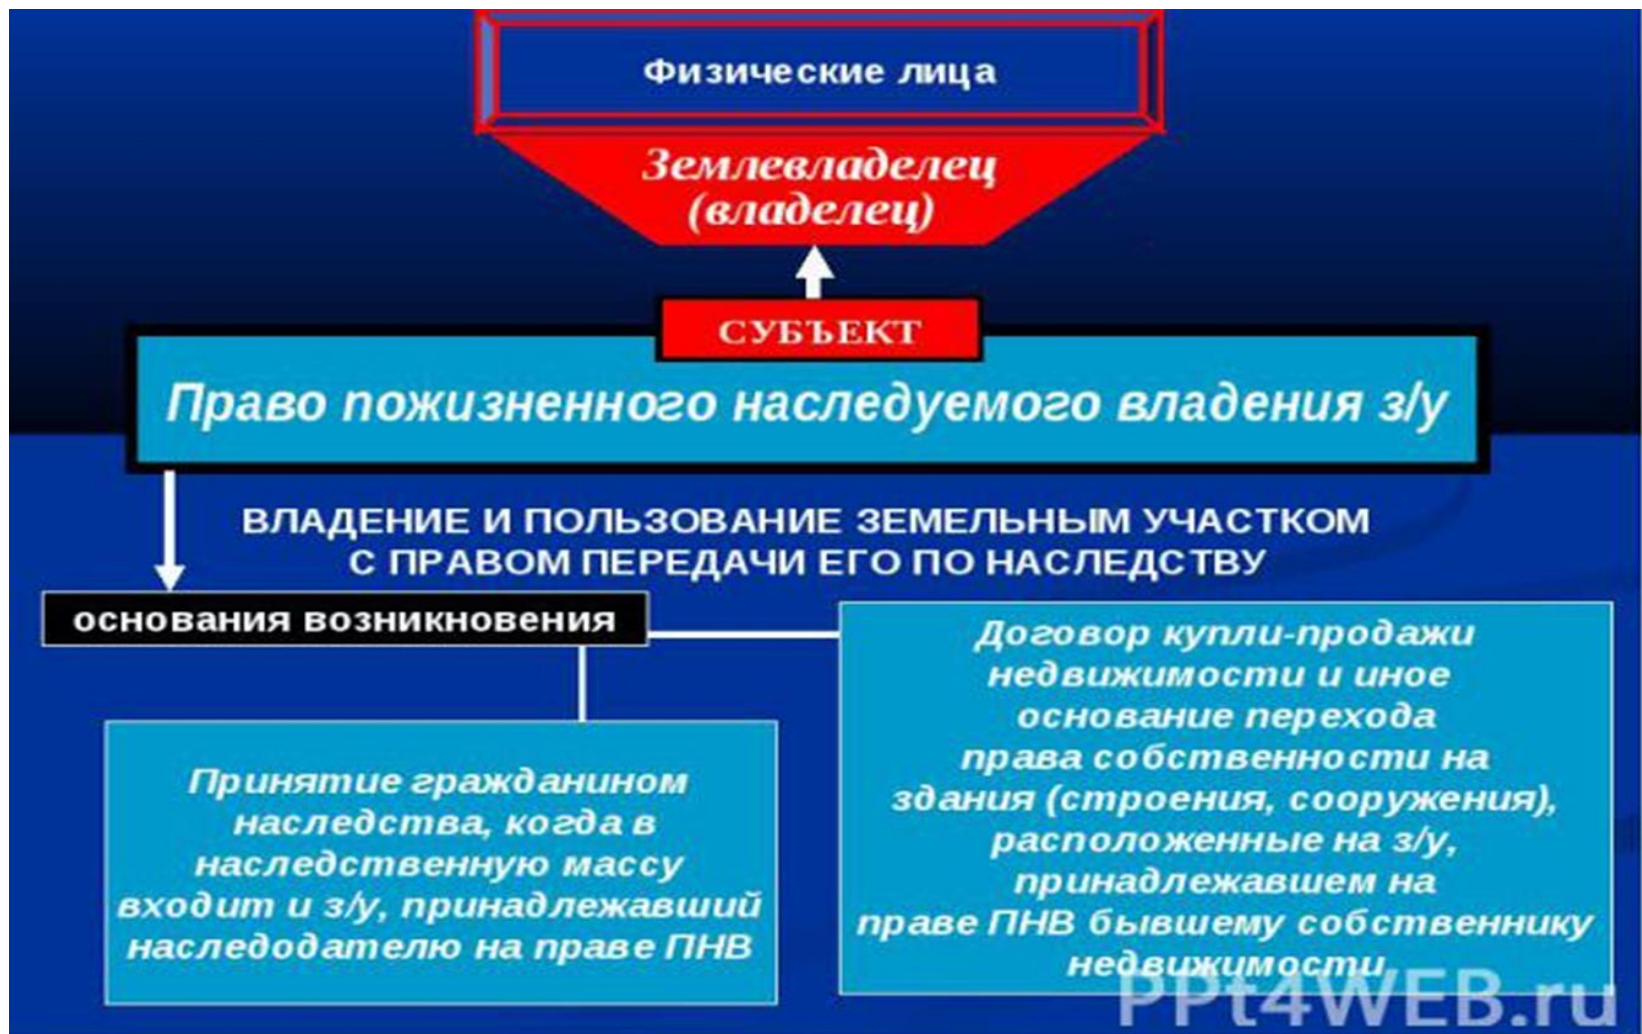 Физические лица
Землевладелец
(владелец)
СУБЪЕКТ
Право пожизненного наследуемого владения з/у
ВЛАДЕНИЕ И ПОЛЬЗОВАНИЕ ЗЕМЕЛЬНЫМ УЧАСТКОМ
С ПРАВОМ ПЕРЕДАЧИ ЕГО ПО НАСЛЕДСТВУ
основания возникновения
Принятие гражданином
наследства, когда в
наследственную массу
входит и з/у, принадлежавший
наследодателю на праве ПНВ
Договор купли-продажи
недвижимости и иное
основание перехода
права собственности на
здания (строения, сооружения),
расположенные на з/у,
принадлежавшем на
праве ПНВ бывшему собственнику
недвижимости
PPt4WEB.ru